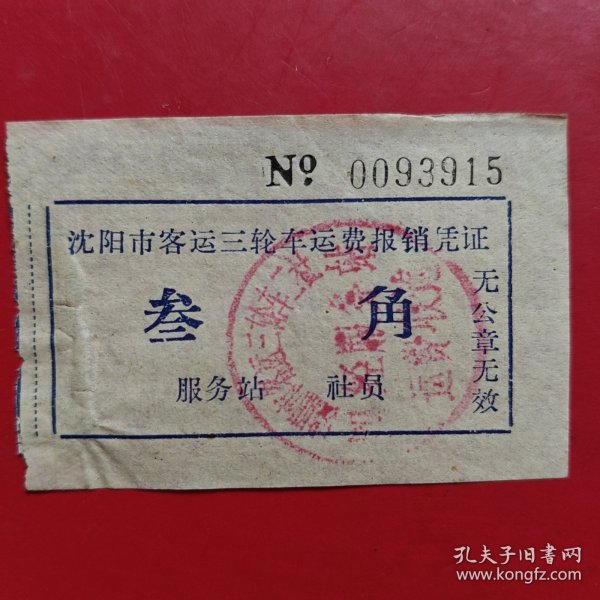 Nº 0093915
沈阳市客运三轮车运费报销凭证
叁 角
服务站 社员
无公章无效
孔夫子旧书网
www.kongfz.com